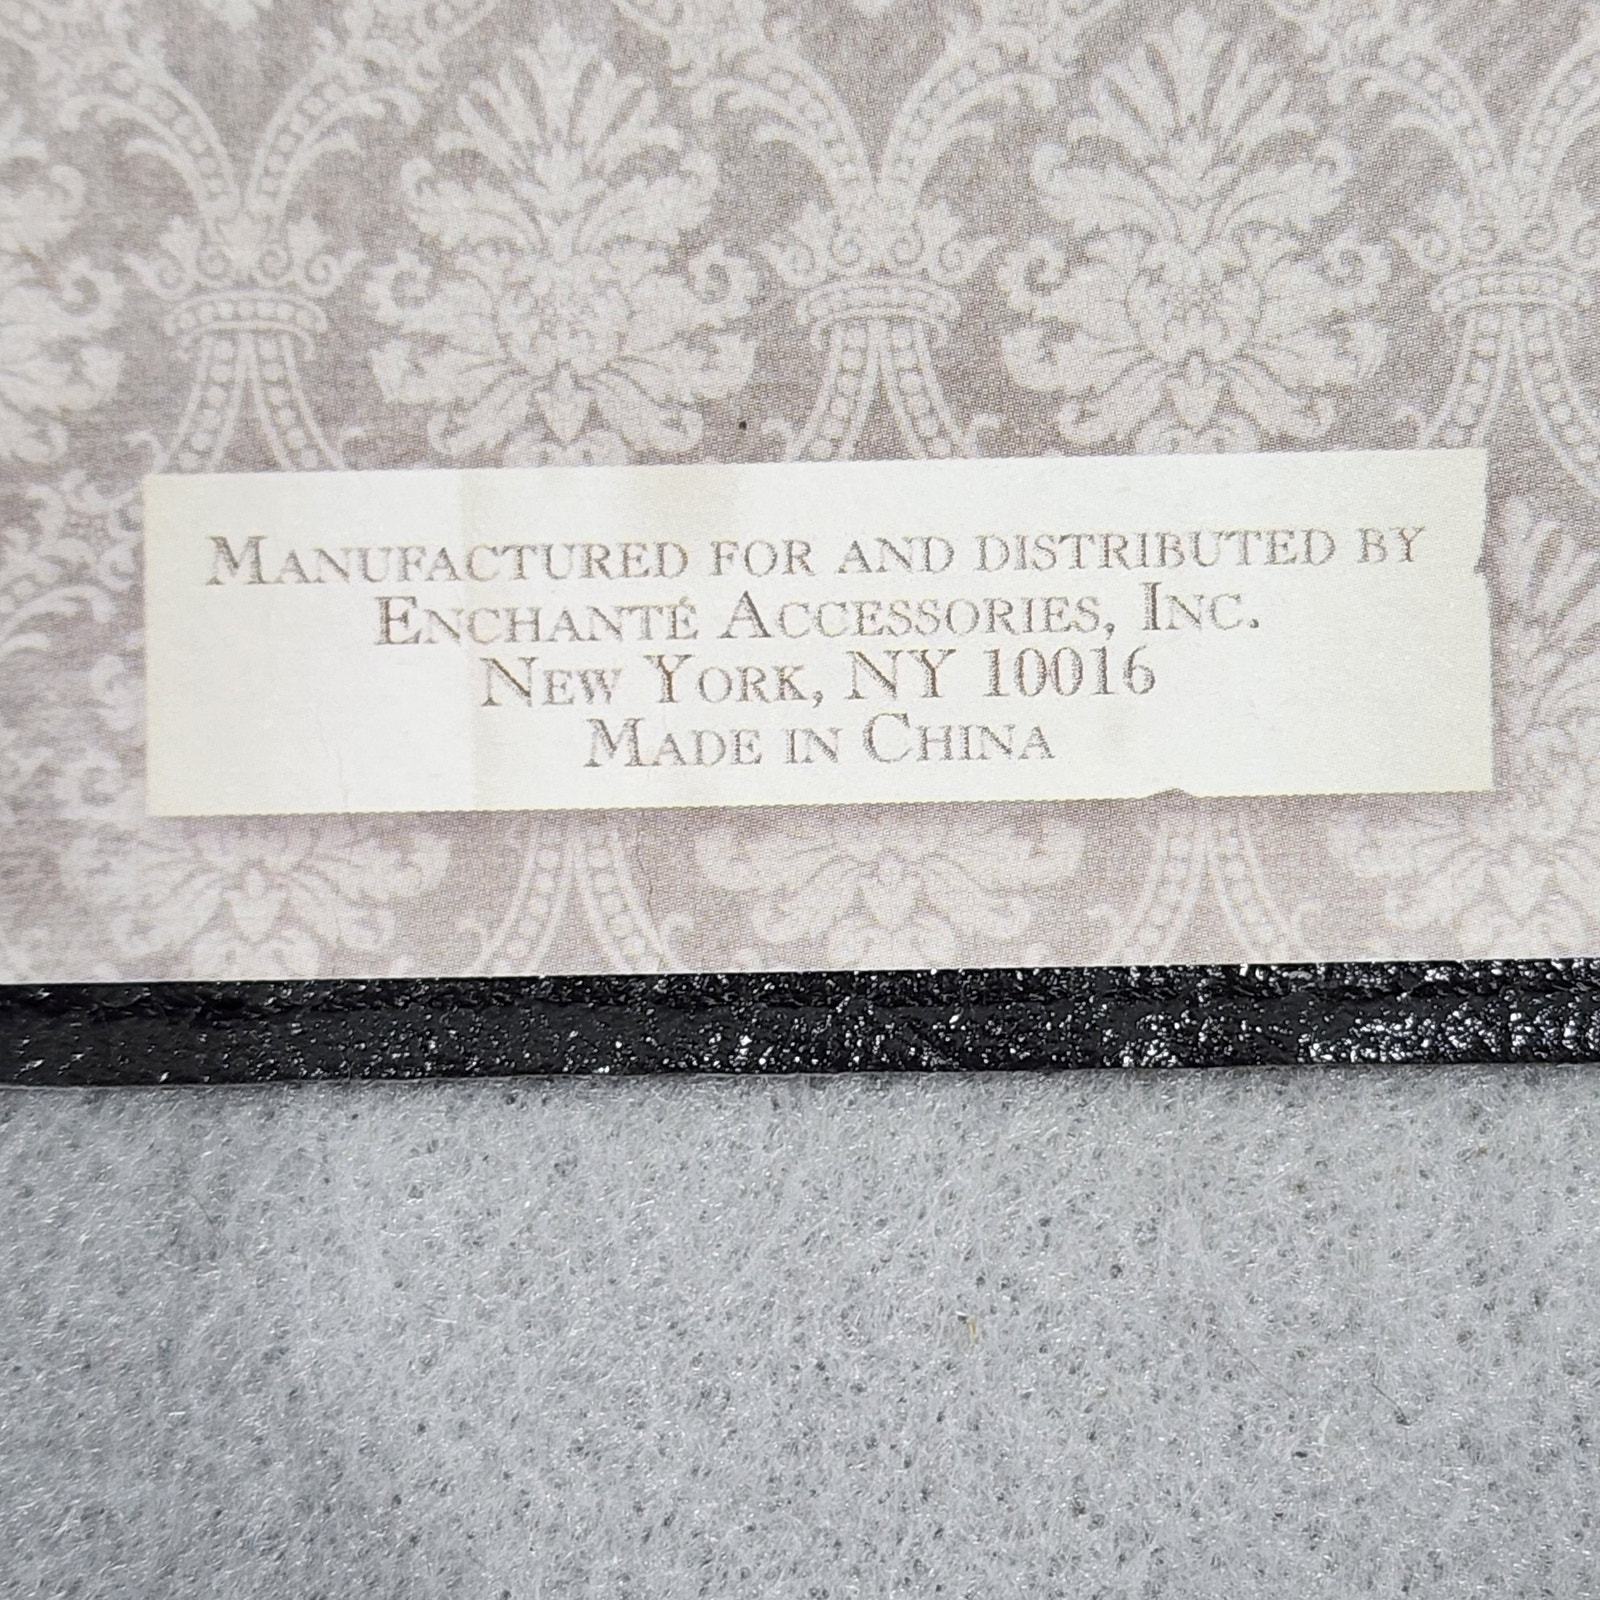 Manufactured for and distributed by
Enchanté Accessories, Inc.
New York, NY 10016
Made in China